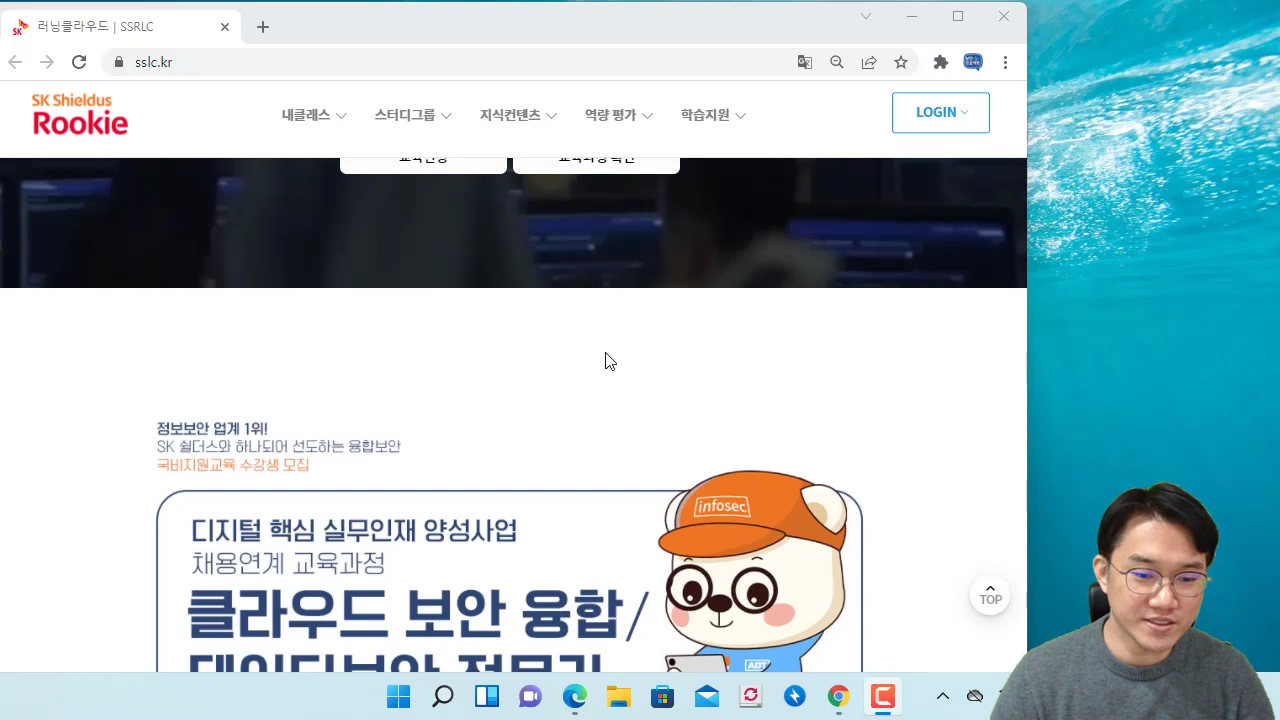 러닝클라우드 | SSRLC
sslc.kr
SK Shieldus
Rookie
내클래스
스터디그룹
지식컨텐츠
역량 평가
학습지원
LOGIN
정보보안 업계 1위!
SK 쉴더스와 하나되어 선도하는 융합보안
국비지원교육 수강생 모집
infosec
디지털 핵심 실무인재 양성사업
채용연계 교육과정
클라우드 보안 융합/
ADT
TOP